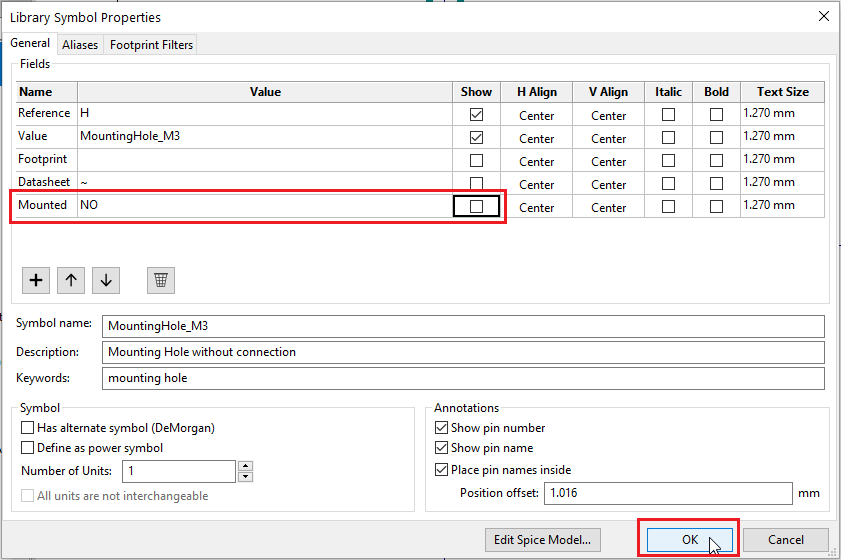 Library Symbol Properties
General Aliases Footprint Filters
Fields
Name Value Show H Align V Align Italic Bold Text Size
Reference H Center Center 1.270 mm
Value MountingHole_M3 Center Center 1.270 mm
Footprint Center Center 1.270 mm
Datasheet ~ Center Center 1.270 mm
Mounted NO Center Center 1.270 mm
Symbol name: MountingHole_M3
Description: Mounting Hole without connection
Keywords: mounting hole
Symbol
Has alternate symbol (DeMorgan)
Define as power symbol
Number of Units: 1
All units are not interchangeable
Annotations
Show pin number
Show pin name
Place pin names inside
Position offset: 1.016 mm
Edit Spice Model... OK Cancel